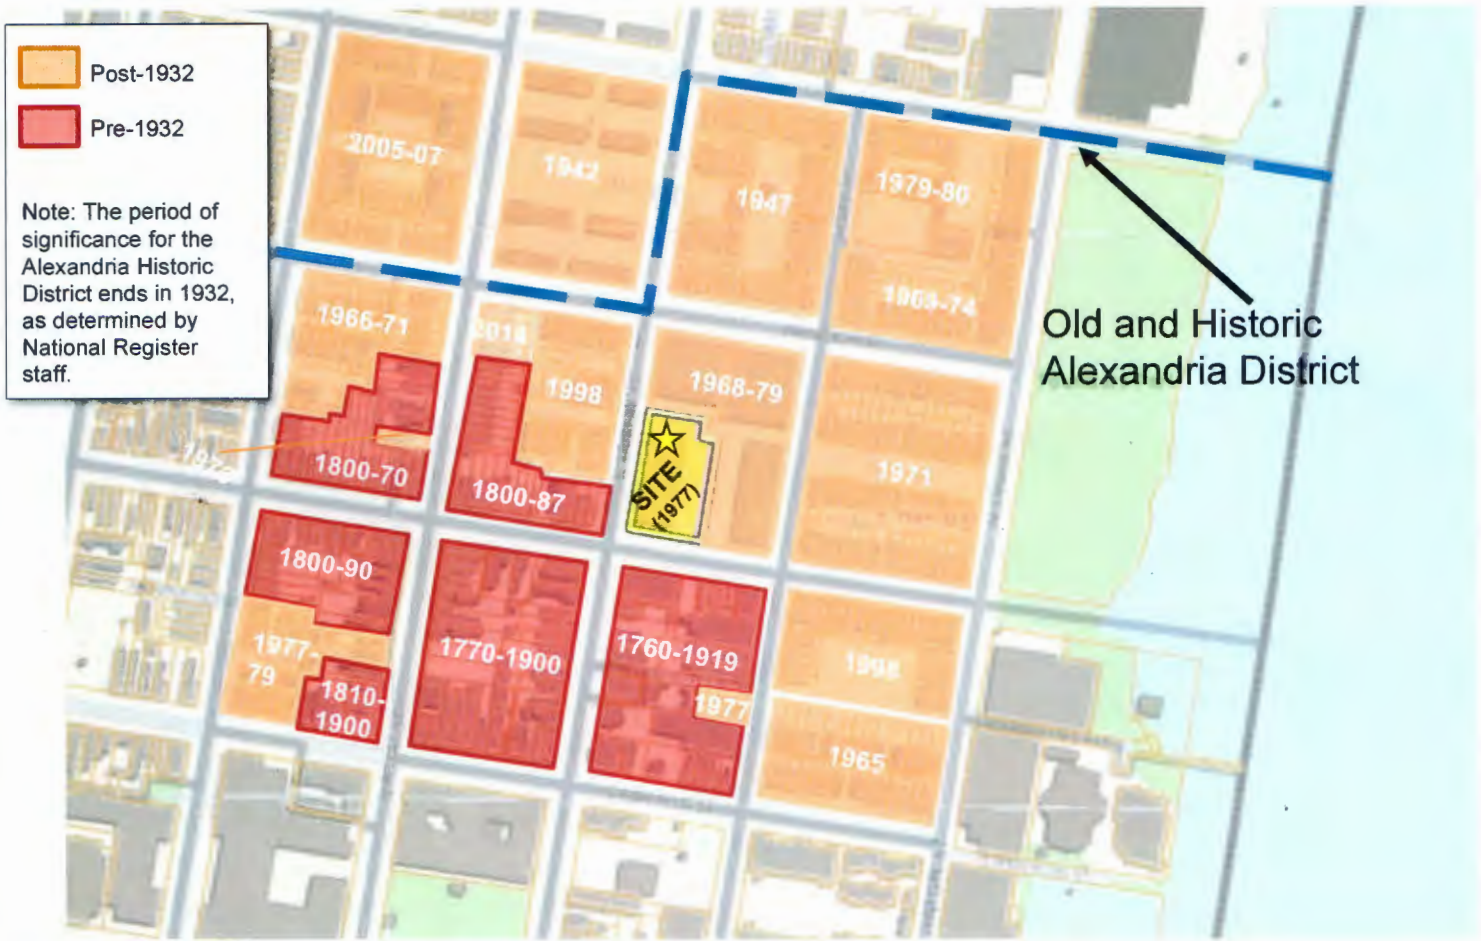 Post-1932
Pre-1932
Note: The period of
significance for the
Alexandria Historic
District ends in 1932,
as determined by
National Register
staff.
2005-07
1942
1947
1979-80
1969-74
Old and Historic
Alexandria District
1966-71
1998
1968-79
1971
SITE
(1977)
1800-70
1800-87
1800-90
1977-
79
1810-
1900
1770-1900
1760-1919
1977
1965